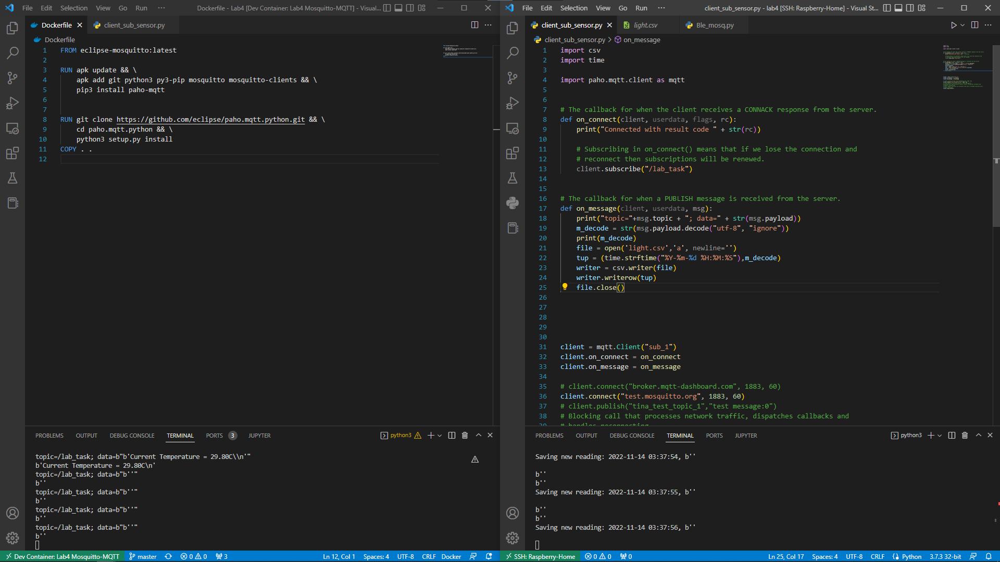 File Edit Selection View Go Run ··· Dockerfile - Lab4 [Dev Container: Lab4 Mosquitto-MQTT] - Visual...
Dockerfile client_sub_sensor.py
Dockerfile
1 FROM eclipse-mosquitto:latest
2
3 RUN apk update && \
4 apk add git python3 py3-pip mosquitto mosquitto-clients && \
5 pip3 install paho-mqtt
6
7
8 RUN git clone https://github.com/eclipse/paho.mqtt.python.git && \
9 cd paho.mqtt.python && \
10 python3 setup.py install
11 COPY . .
12
PROBLEMS OUTPUT DEBUG CONSOLE TERMINAL PORTS 3 JUPYTER python3
topic=/lab_task; data=b"b'Current Temperature = 29.80C\\n'"
b'Current Temperature = 29.80C\n'
topic=/lab_task; data=b"b''"
b''
topic=/lab_task; data=b"b''"
b''
topic=/lab_task; data=b"b''"
b''
topic=/lab_task; data=b"b''"
b''
Dev Container: Lab4 Mosquitto-MQTT master 0 0 3 Ln 12, Col 1 Spaces: 4 UTF-8 CRLF Docker
File Edit Selection View Go Run ··· client_sub_sensor.py - lab4 [SSH: Raspberry-Home] - Visual St...
client_sub_sensor.py light.csv Ble_mosq.py
client_sub_sensor.py > on_message
1 import csv
2 import time
3
4 import paho.mqtt.client as mqtt
5
6
7 # The callback for when the client receives a CONNACK response from the server.
8 def on_connect(client, userdata, flags, rc):
9 print("Connected with result code " + str(rc))
10
11 # Subscribing in on_connect() means that if we lose the connection and
12 # reconnect then subscriptions will be renewed.
13 client.subscribe("/lab_task")
14
15
16 # The callback for when a PUBLISH message is received from the server.
17 def on_message(client, userdata, msg):
18 print("topic="+msg.topic + "; data=" + str(msg.payload))
19 m_decode = str(msg.payload.decode("utf-8", "ignore"))
20 print(m_decode)
21 file = open('light.csv','a', newline='')
22 tup = (time.strftime("%Y-%m-%d %H:%M:%S"),m_decode)
23 writer = csv.writer(file)
24 writer.writerow(tup)
25 file.close()
26
27
28
29
30
31 client = mqtt.Client("sub_1")
32 client.on_connect = on_connect
33 client.on_message = on_message
34
35 # client.connect("broker.mqtt-dashboard.com", 1883, 60)
36 client.connect("test.mosquitto.org", 1883, 60)
37 # client.publish("tina_test_topic_1","test message:0")
38 # Blocking call that processes network traffic, dispatches callbacks and
PROBLEMS OUTPUT DEBUG CONSOLE TERMINAL PORTS JUPYTER python3
Saving new reading: 2022-11-14 03:37:54, b''
b''
b''
Saving new reading: 2022-11-14 03:37:55, b''
b''
b''
Saving new reading: 2022-11-14 03:37:56, b''
SSH: Raspberry-Home 0 0 0 Ln 25, Col 17 Spaces: 4 UTF-8 CRLF Python 3.7.3 32-bit